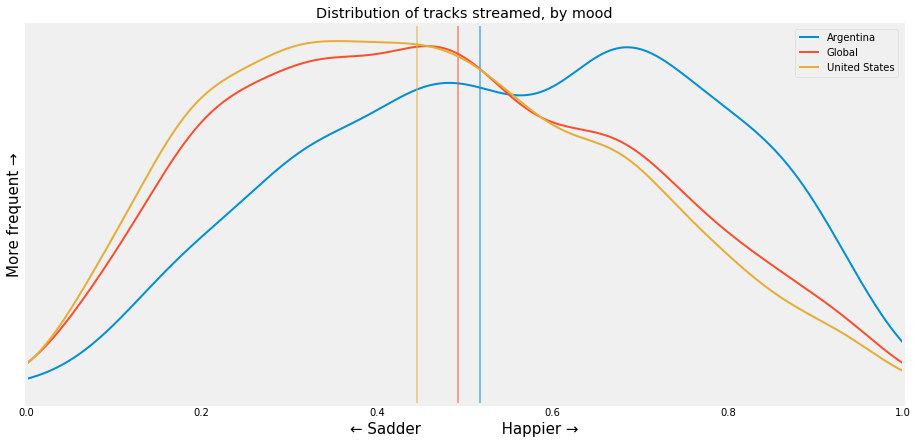 Distribution of tracks streamed, by mood
Argentina
Global
United States
More frequent →
0.0 0.2 0.4 0.6 0.8 1.0
← Sadder Happier →